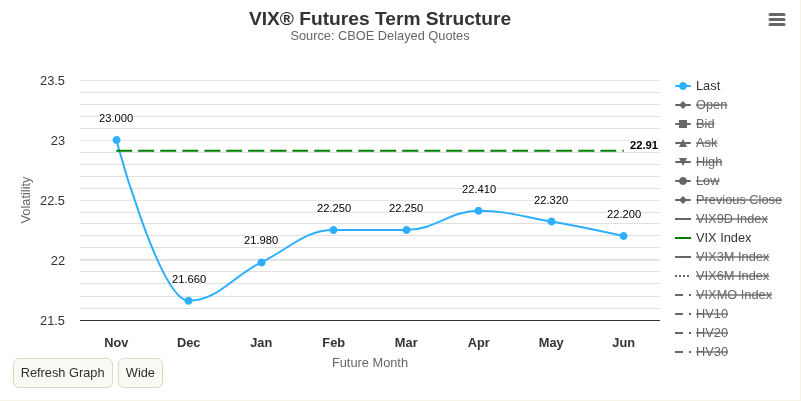 VIX® Futures Term Structure
Source: CBOE Delayed Quotes
23.5
23
22.5
22
21.5
Volatility
23.000
21.660
21.980
22.250
22.250
22.410
22.320
22.200
22.91
Nov Dec Jan Feb Mar Apr May Jun
Future Month
Last
Open
Bid
Ask
High
Low
Previous Close
VIX9D Index
VIX Index
VIX3M Index
VIX6M Index
VIXMO Index
HV10
HV20
HV30
Refresh Graph Wide